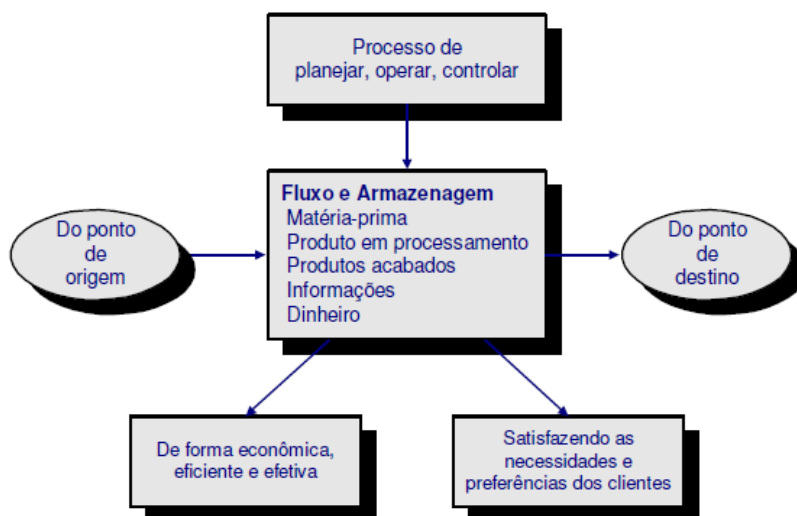 Processo de
planejar, operar, controlar
Do ponto
de
origem
Fluxo e Armazenagem
Matéria-prima
Produto em processamento
Produtos acabados
Informações
Dinheiro
Do ponto
de
destino
De forma econômica,
eficiente e efetiva
Satisfazendo as
necessidades e
preferências dos clientes